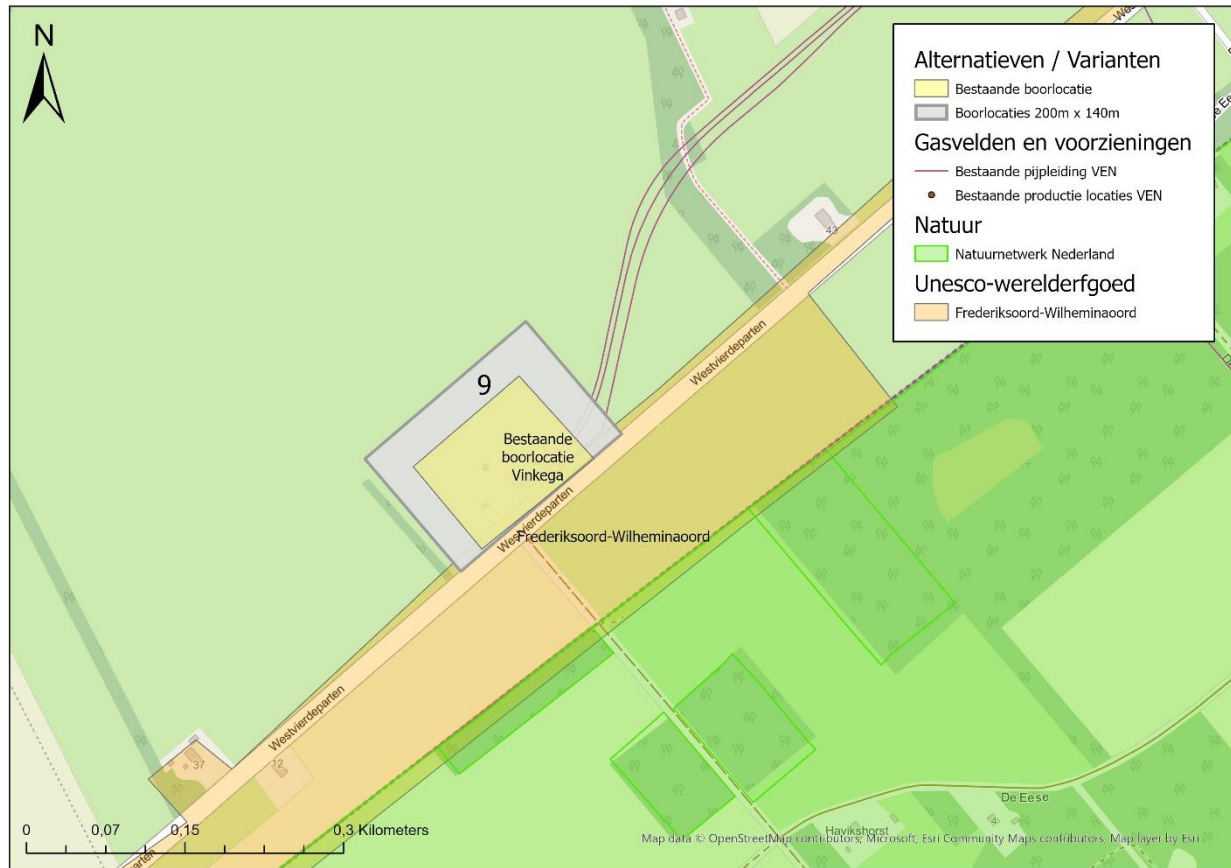 N
Alternatieven / Varianten
Bestaande boorlocatie
Boorlocaties 200m x 140m
Gasvelden en voorzieningen
Bestaande pijpleiding VEN
Bestaande productie locaties VEN
Natuur
Natuurnetwerk Nederland
Unesco-werelderfgoed
Frederiksoord-Wilheminaoord
43
Westvierdeparten
9
Bestaande
boorlocatie
Vinkega
Westvierdeparten
Frederiksoord-Wilheminaoord
Westvierdeparten
37
12
De Eese
Havikshorst
4
0
0,07
0,15
0,3 Kilometers
Map data © OpenStreetMap contributors, Microsoft, Esri Community Maps contributors, Map layer by Esri